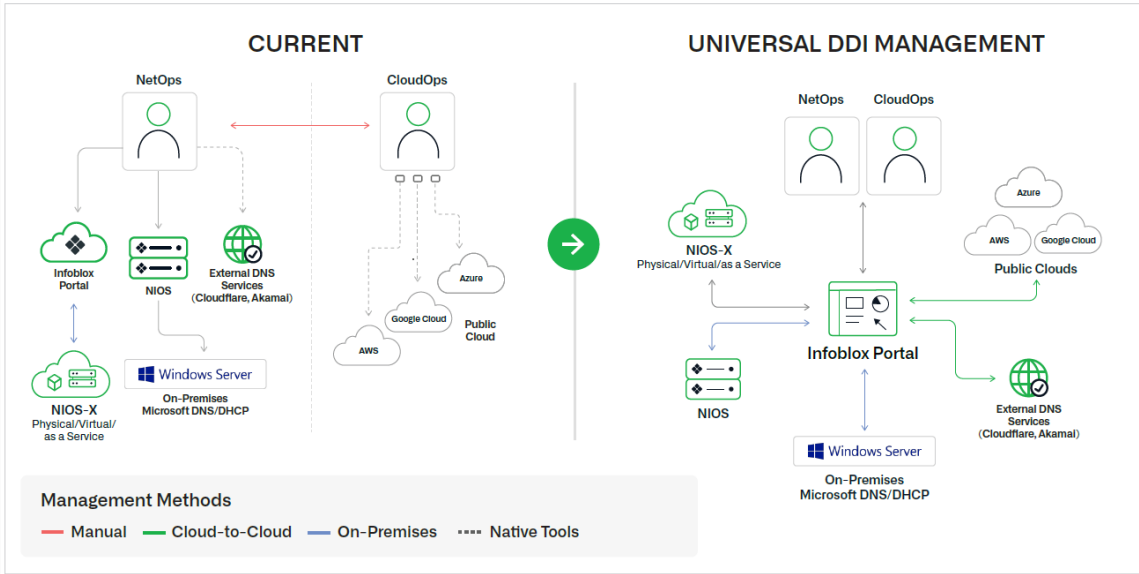 CURRENT
NetOps
CloudOps
Infoblox
Portal
NIOS
External DNS
Services
(Cloudflare, Akamal)
Azure
Google Cloud
AWS
Public
Cloud
NIOS-X
Physical/Virtual/
as a Service
Windows Server
On-Premises
Microsoft DNS/DHCP
UNIVERSAL DDI MANAGEMENT
NetOps
CloudOps
NIOS-X
Physical/Virtual/as a Service
Azure
AWS
Google Cloud
Public Clouds
Infoblox Portal
NIOS
External DNS
Services
(Cloudflare, Akamal)
Windows Server
On-Premises
Microsoft DNS/DHCP
Management Methods
Manual
Cloud-to-Cloud
On-Premises
Native Tools